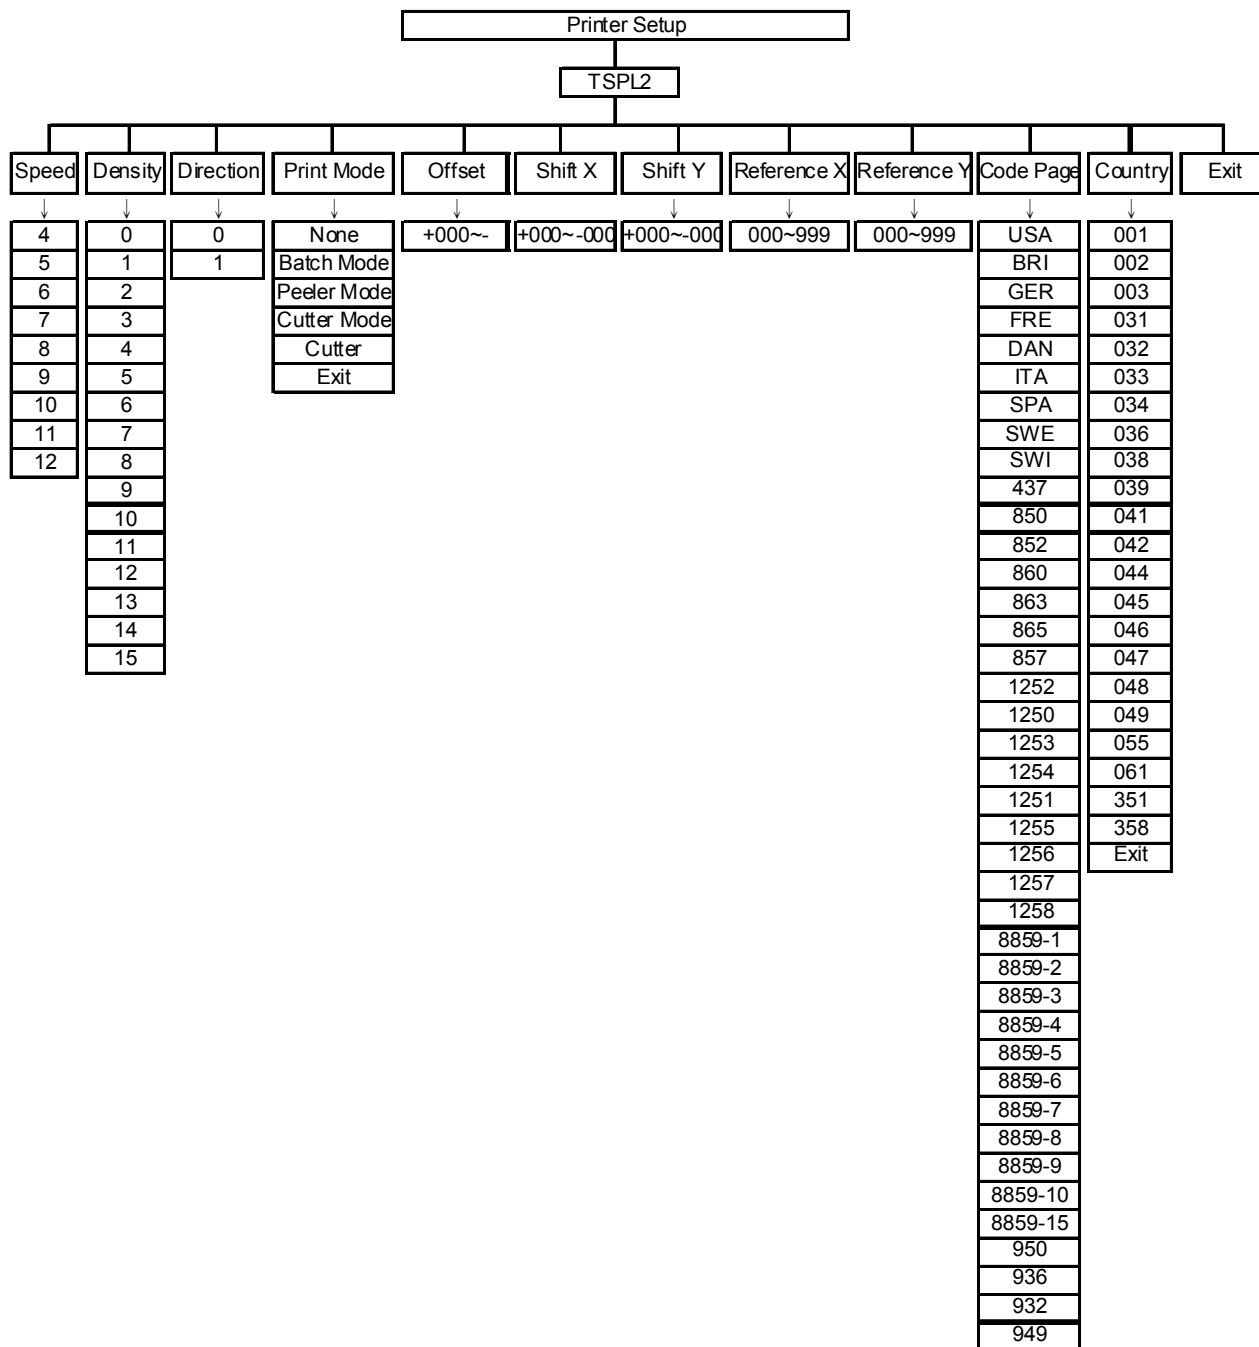 Printer Setup
TSPL2
Speed Density Direction Print Mode Offset Shift X Shift Y Reference X Reference Y Code Page Country Exit
4 0 0 None +000~- +000~-000 +000~-000 000~999 000~999 USA 001
5 1 1 Batch Mode BRI 002
6 2 Peeler Mode GER 003
7 3 Cutter Mode FRE 031
8 4 Cutter DAN 032
9 5 Exit ITA 033
10 6 SPA 034
11 7 SWE 036
12 8 SWI 038
9 437 039
10 850 041
11 852 042
12 860 044
13 863 045
14 865 046
15 857 047
1252 048
1250 049
1253 055
1254 061
1251 351
1255 358
1256 Exit
1257
1258
8859-1
8859-2
8859-3
8859-4
8859-5
8859-6
8859-7
8859-8
8859-9
8859-10
8859-15
950
936
932
949